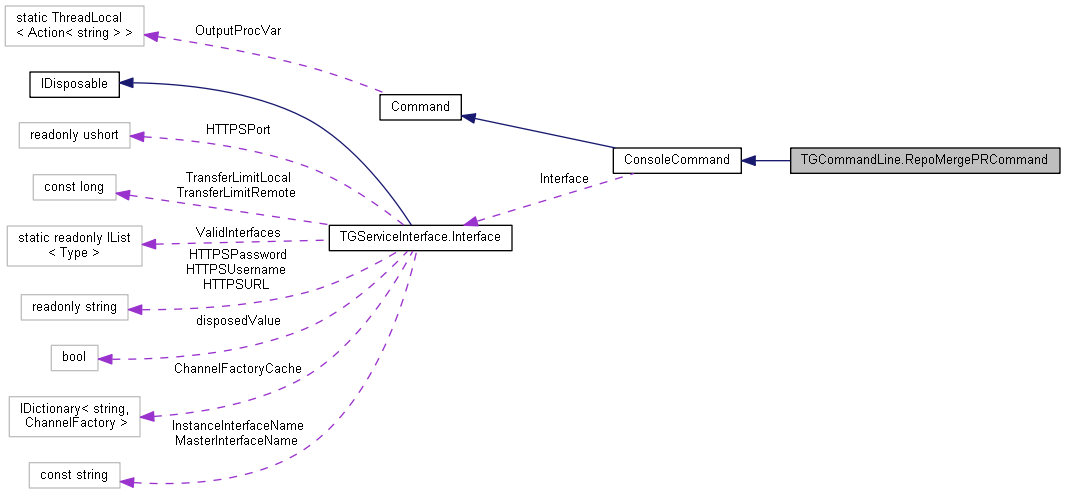 static ThreadLocal
< Action< string > >
OutputProcVar
IDisposable
Command
readonly ushort
HTTPSPort
ConsoleCommand
TGCommandLine.RepoMergePRCommand
const long
TransferLimitLocal
TransferLimitRemote
Interface
static readonly IList
< Type >
ValidInterfaces
TGServiceInterface.Interface
HTTPSPassword
HTTPSUsername
HTTPSURL
readonly string
disposedValue
bool
ChannelFactoryCache
IDictionary< string,
ChannelFactory >
InstanceInterfaceName
MasterInterfaceName
const string